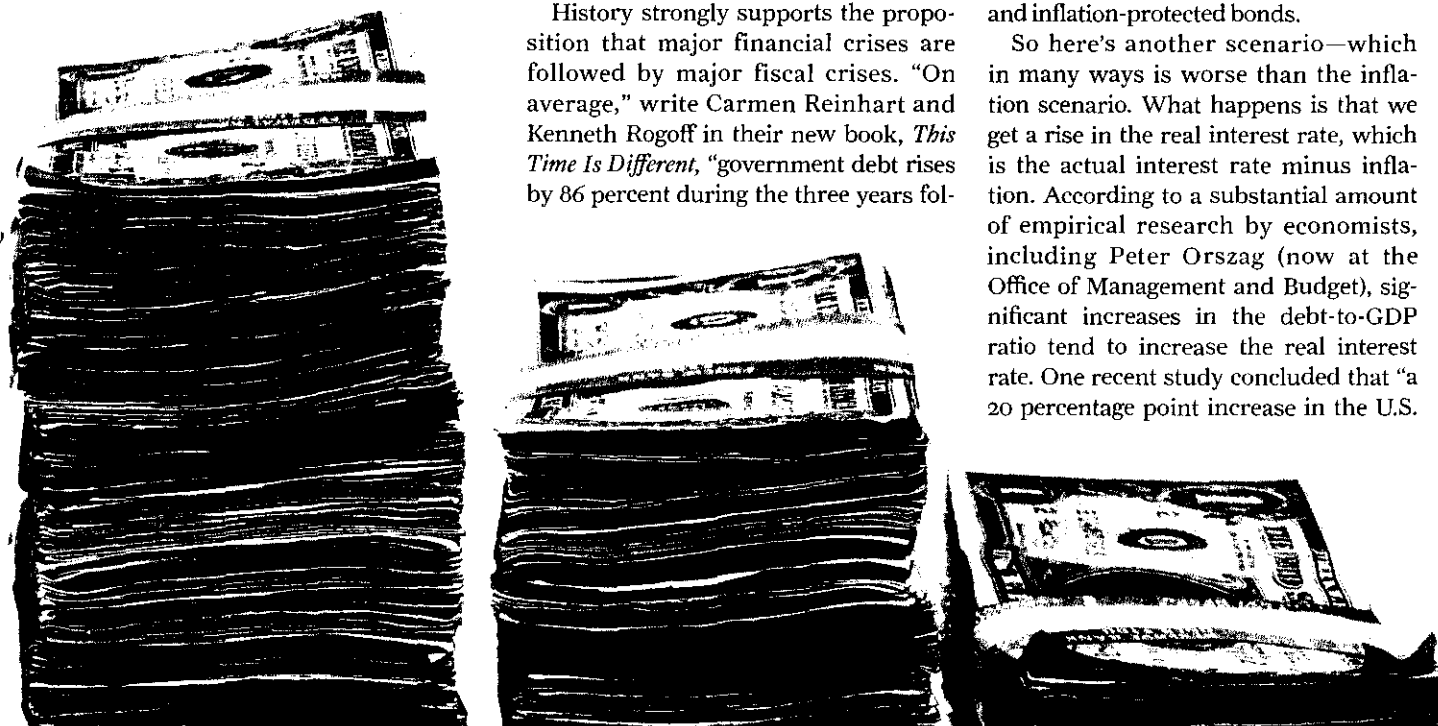 History strongly supports the propo-
sition that major financial crises are
followed by major fiscal crises. “On
average,” write Carmen Reinhart and
Kenneth Rogoff in their new book, This
Time Is Different, “government debt rises
by 86 percent during the three years fol-
and inflation-protected bonds.
So here’s another scenario—which
in many ways is worse than the infla-
tion scenario. What happens is that we
get a rise in the real interest rate, which
is the actual interest rate minus infla-
tion. According to a substantial amount
of empirical research by economists,
including Peter Orszag (now at the
Office of Management and Budget), sig-
nificant increases in the debt-to-GDP
ratio tend to increase the real interest
rate. One recent study concluded that “a
20 percentage point increase in the U.S.